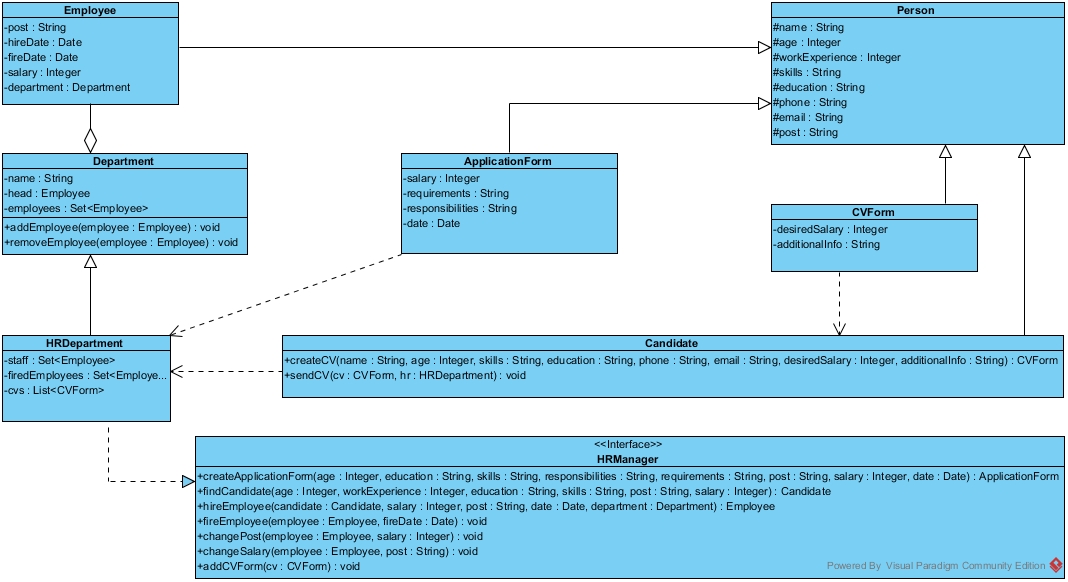 Employee
-post : String
-hireDate : Date
-fireDate : Date
-salary : Integer
-department : Department
Person
#name : String
#age : Integer
#workExperience : Integer
#skills : String
#education : String
#phone : String
#email : String
#post : String
Department
-name : String
-head : Employee
-employees : Set<Employee>
+addEmployee(employee : Employee) : void
+removeEmployee(employee : Employee) : void
ApplicationForm
-salary : Integer
-requirements : String
-responsibilities : String
-date : Date
CVForm
-desiredSalary : Integer
-additionalInfo : String
HRDepartment
-staff : Set<Employee>
-firedEmployees : Set<Employe...
-cvs : List<CVForm>
Candidate
+createCV(name : String, age : Integer, skills : String, education : String, phone : String, email : String, desiredSalary : Integer, additionalInfo : String) : CVForm
+sendCV(cv : CVForm, hr : HRDepartment) : void
<<Interface>>
HRManager
+createApplicationForm(age : Integer, education : String, skills : String, responsibilities : String, requirements : String, post : String, salary : Integer, date : Date) : ApplicationForm
+findCandidate(age : Integer, workExperience : Integer, education : String, skills : String, post : String, salary : Integer) : Candidate
+hireEmployee(candidate : Candidate, salary : Integer, post : String, date : Date, department : Department) : Employee
+fireEmployee(employee : Employee, fireDate : Date) : void
+changePost(employee : Employee, salary : Integer) : void
+changeSalary(employee : Employee, post : String) : void
+addCVForm(cv : CVForm) : void
Powered By Visual Paradigm Community Edition